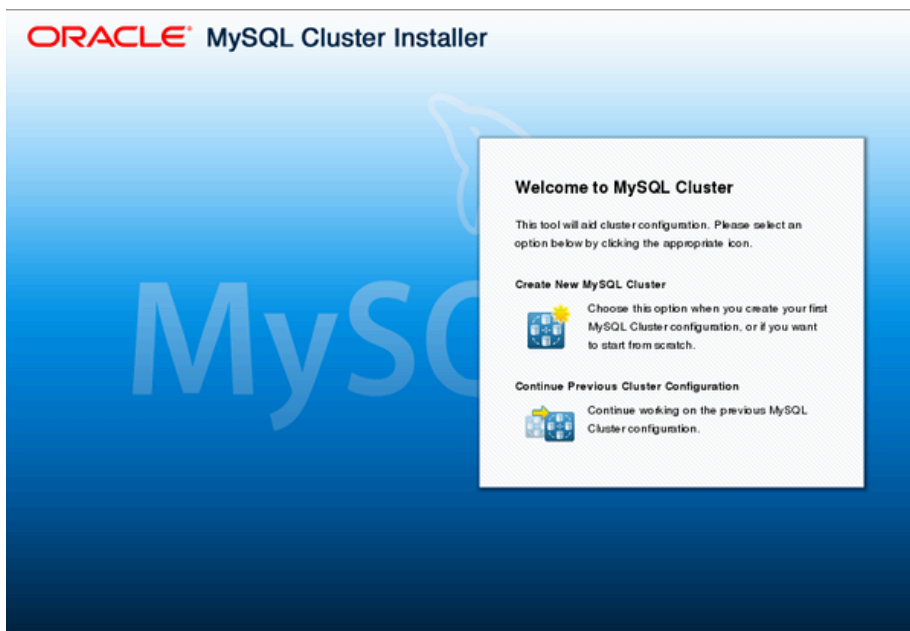 ORACLE® MySQL Cluster Installer
MySQ
Welcome to MySQL Cluster
This tool will aid cluster configuration. Please select an
option below by clicking the appropriate icon.
Create New MySQL Cluster
Choose this option when you create your first
MySQL Cluster configuration, or if you want
to start from scratch.
Continue Previous Cluster Configuration
Continue working on the previous MySQL
Cluster configuration.